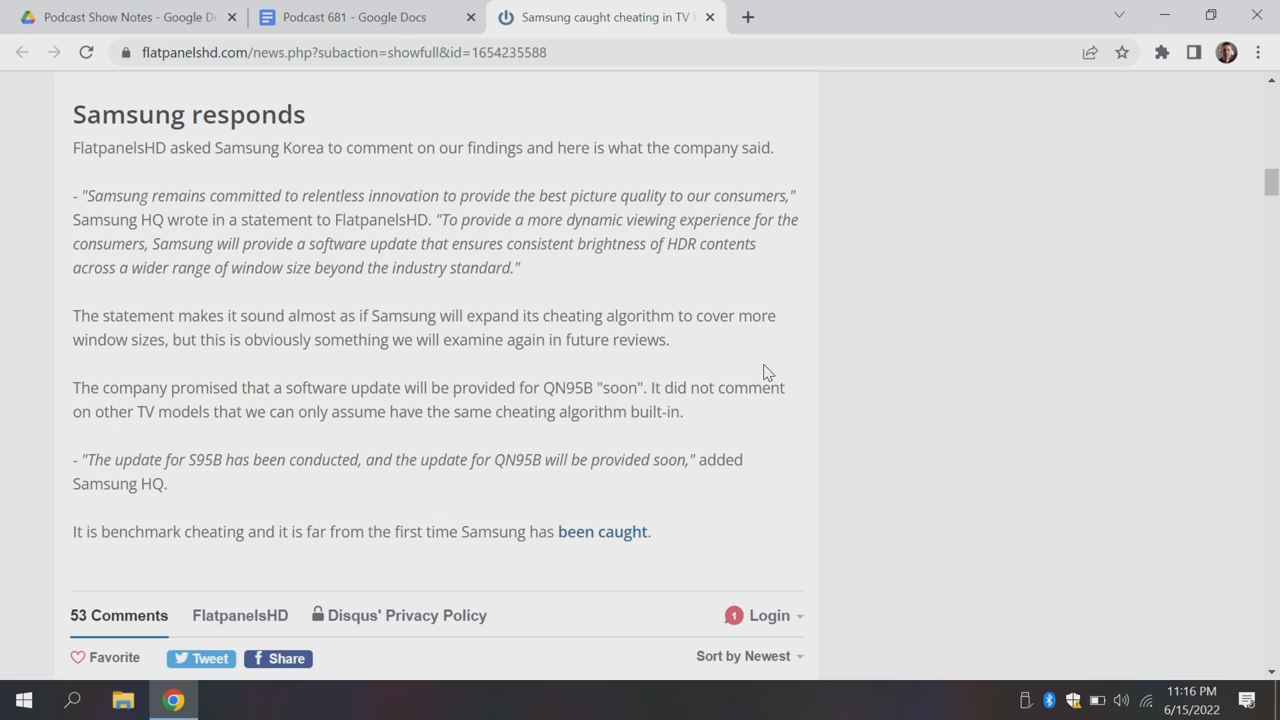 Podcast Show Notes - Google Dr
Podcast 681 - Google Docs
Samsung caught cheating in TV
flatpanelshd.com/news.php?subaction=showfull&id=1654235588
Samsung responds
FlatpanelsHD asked Samsung Korea to comment on our findings and here is what the company said.
- "Samsung remains committed to relentless innovation to provide the best picture quality to our consumers,"
Samsung HQ wrote in a statement to FlatpanelsHD. "To provide a more dynamic viewing experience for the
consumers, Samsung will provide a software update that ensures consistent brightness of HDR contents
across a wider range of window size beyond the industry standard."
The statement makes it sound almost as if Samsung will expand its cheating algorithm to cover more
window sizes, but this is obviously something we will examine again in future reviews.
The company promised that a software update will be provided for QN95B "soon". It did not comment
on other TV models that we can only assume have the same cheating algorithm built-in.
- "The update for S95B has been conducted, and the update for QN95B will be provided soon," added
Samsung HQ.
It is benchmark cheating and it is far from the first time Samsung has been caught.
53 Comments FlatpanelsHD Disqus' Privacy Policy 1 Login
Favorite Tweet f Share Sort by Newest
11:16 PM
6/15/2022